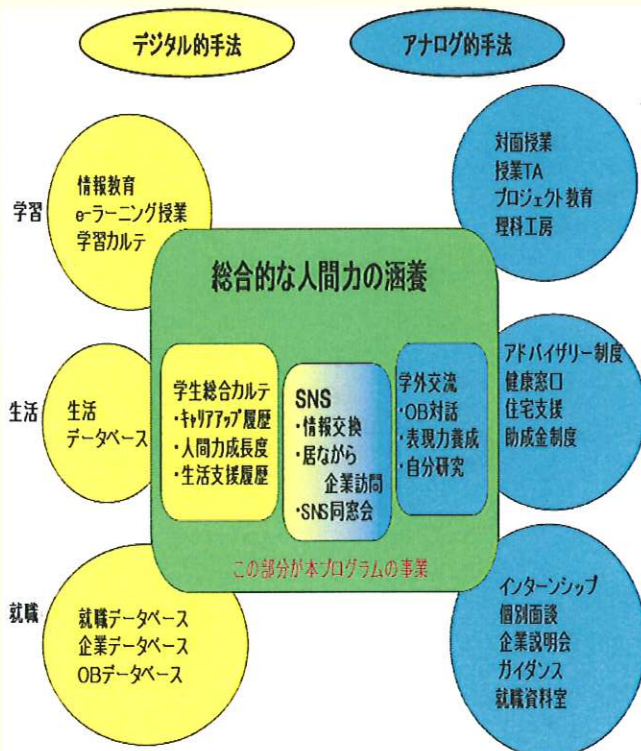 デジタル的手法
アナログ的手法
学習
情報教育
e-ラーニング授業
学習カルテ
対面授業
授業TA
プロジェクト教育
理科工房
総合的な人間力の涵養
生活
生活
データベース
学生総合カルテ
・キャリアアップ履歴
・人間力成長度
・生活支援履歴
SNS
・情報交換
・居ながら
企業訪問
・SNS同窓会
学外交流
・OB対話
・表現力養成
・自分研究
アドバイザリー制度
健康窓口
住宅支援
助成金制度
この部分が本プログラムの事業
就職
就職データベース
企業データベース
OBデータベース
インターンシップ
個別面談
企業説明会
ガイダンス
就職資料室